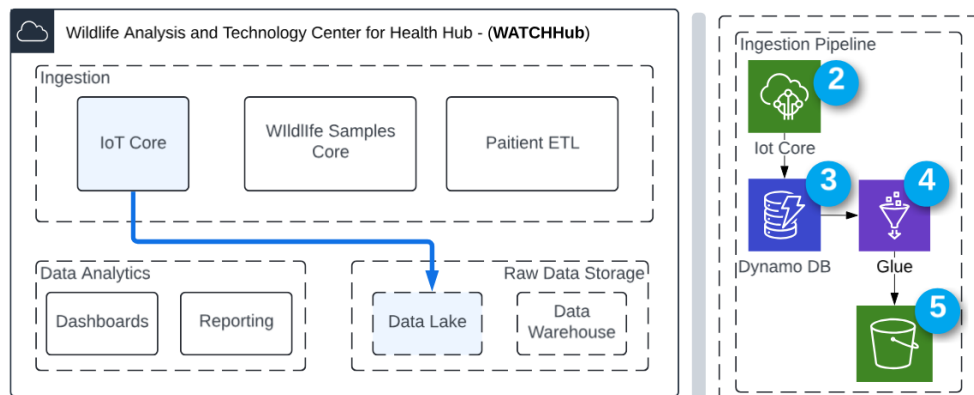 Wildlife Analysis and Technology Center for Health Hub - (WATCHHub)
Ingestion
IoT Core
WIldlIfe Samples
Core
Paitient ETL
Data Analytics
Dashboards
Reporting
Raw Data Storage
Data Lake
Data
Warehouse
Ingestion Pipeline
2
Iot Core
3
4
Dynamo DB
Glue
5